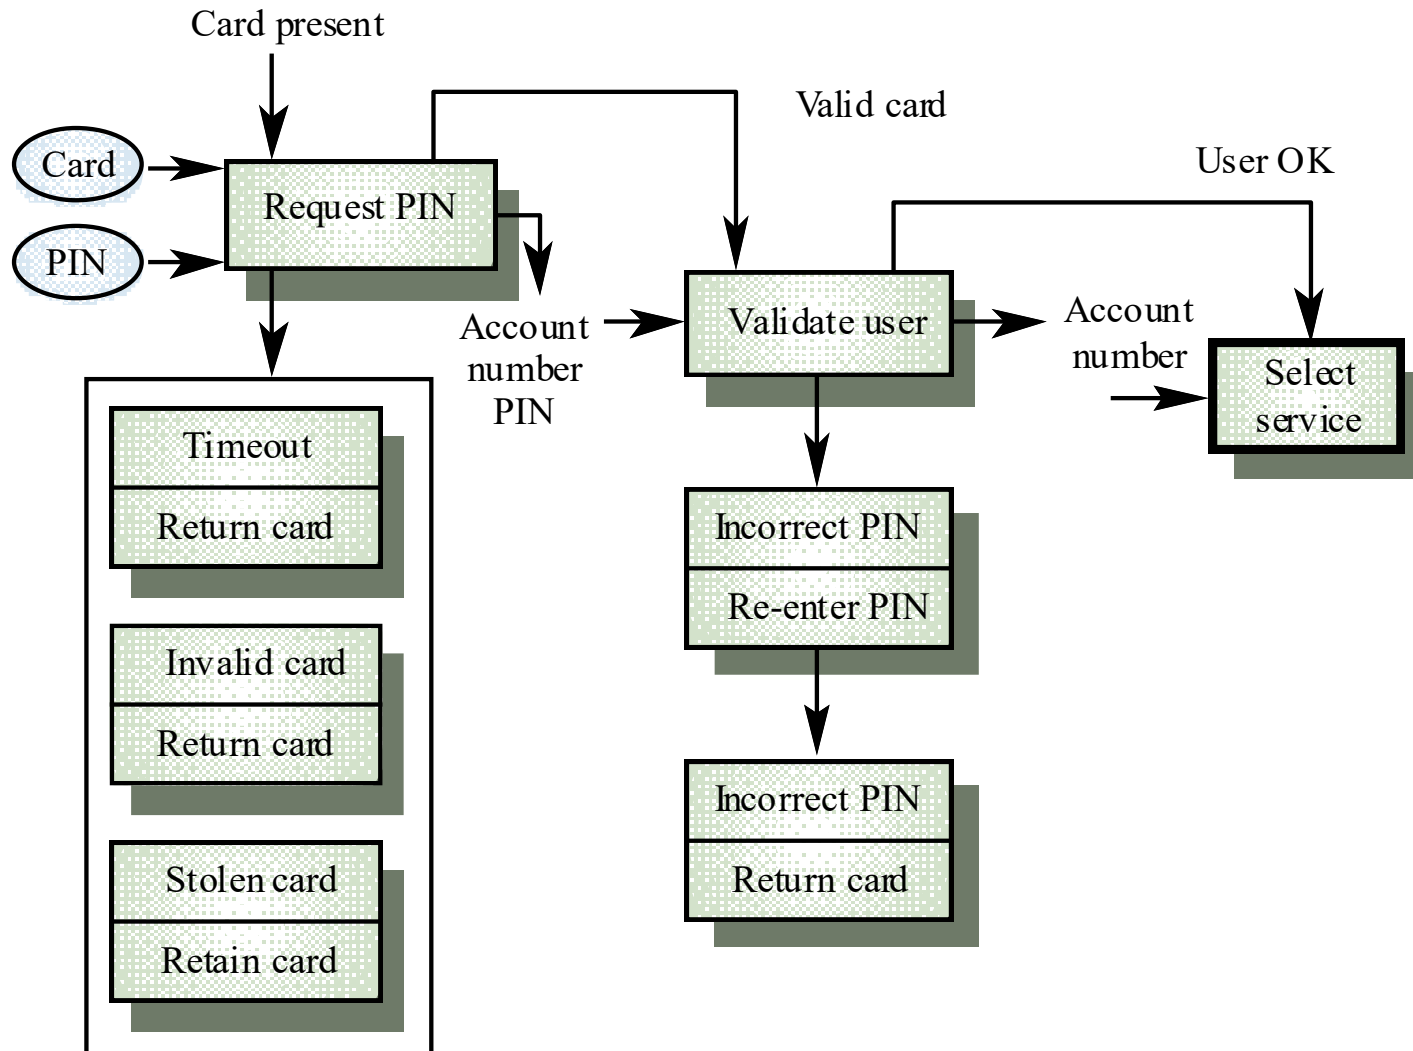 Card present
Valid card
User OK
Card
Request PIN
PIN
Account
number
PIN
Validate user
Account
number
Select
service
Timeout
Return card
Incorrect PIN
Re-enter PIN
Invalid card
Return card
Incorrect PIN
Return card
Stolen card
Retain card